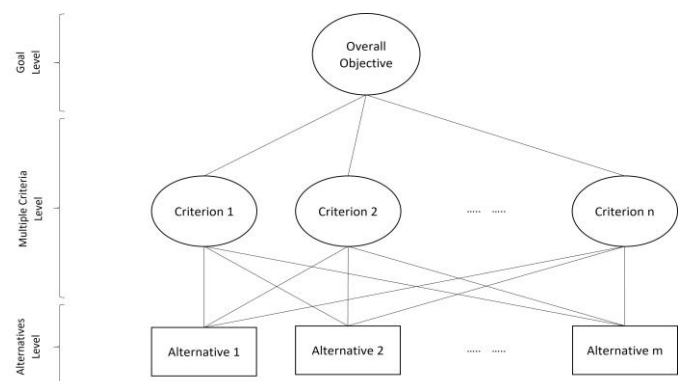 Goal
Level
Overall
Objective
Multiple Criteria
Level
Criterion 1
Criterion 2
..... .....
Criterion n
Alternatives
Level
Alternative 1
Alternative 2
..... .....
Alternative m